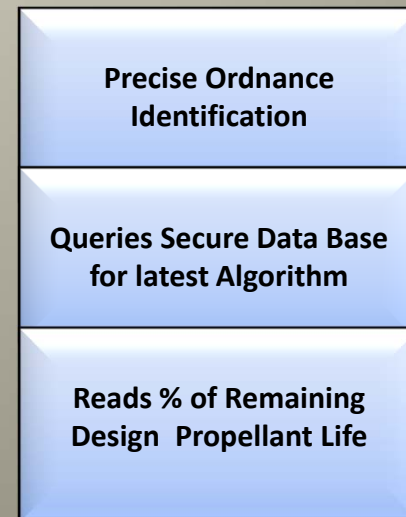 Precise Ordnance
Identification
Queries Secure Data Base
for latest Algorithm
Reads % of Remaining
Design Propellant Life